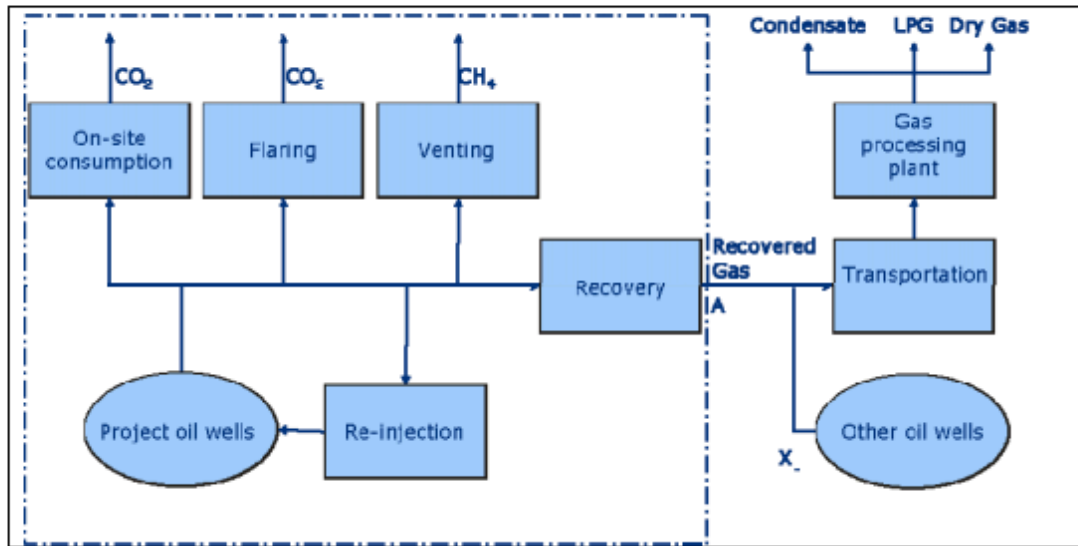 Condensate LPG Dry Gas
CO₂ CO₂ CH₄
On-site
consumption
Flaring
Venting
Gas
processing
plant
Recovered
Gas
A
Recovery
Transportation
Project oil wells
Re-injection
Other oil wells
X-